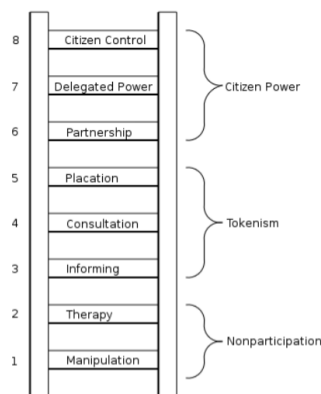 8 Citizen Control
7 Delegated Power
Citizen Power
6 Partnership
5 Placation
4 Consultation
Tokenism
3 Informing
2 Therapy
Nonparticipation
1 Manipulation